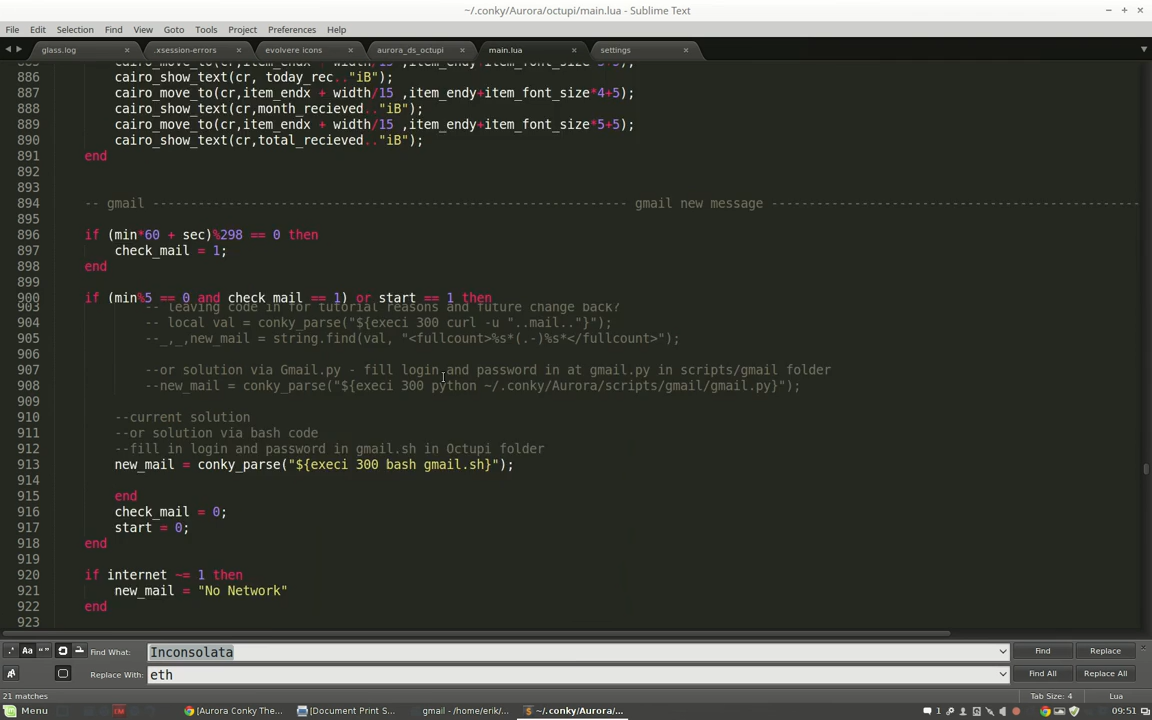 ~/.conky/Aurora/octupi/main.lua - Sublime Text
File Edit Selection Find View Goto Tools Project Preferences Help
glass.log × .xsession-errors × evolvere icons × aurora_ds_octupi × main.lua × settings ×
886 cairo_show_text(cr, today_rec.."iB");
887 cairo_move_to(cr,item_endx + width/15 ,item_endy+item_font_size*4+5);
888 cairo_show_text(cr,month_recieved.."iB");
889 cairo_move_to(cr,item_endx + width/15 ,item_endy+item_font_size*5+5);
890 cairo_show_text(cr,total_recieved.."iB");
891 end
892
893
894 -- gmail --------------------------------------------------------------- gmail new message -------------------------------------------------
895
896 if (min*60 + sec)%298 == 0 then
897 check_mail = 1;
898 end
899
900 if (min%5 == 0 and check_mail == 1) or start == 1 then
903 -- leaving code in for tutorial reasons and future change back?
904 -- local val = conky_parse("${execi 300 curl -u "..mail.."}");
905 --_,_,new_mail = string.find(val, "<fullcount>%s*(.-)%s*</fullcount>");
906
907 --or solution via Gmail.py - fill login and password in at gmail.py in scripts/gmail folder
908 --new_mail = conky_parse("${execi 300 python ~/.conky/Aurora/scripts/gmail/gmail.py}");
909
910 --current solution
911 --or solution via bash code
912 --fill in login and password in gmail.sh in Octupi folder
913 new_mail = conky_parse("${execi 300 bash gmail.sh}");
914
915 end
916 check_mail = 0;
917 start = 0;
918 end
919
920 if internet ~= 1 then
921 new_mail = "No Network"
922 end
923
Find What: Inconsolata Find Replace
Replace With: eth Find All Replace All
21 matches Tab Size: 4 Lua
Menu [Aurora Conky The... [Document Print S... gmail - /home/erik/... ~/.conky/Aurora/... 1 09:51